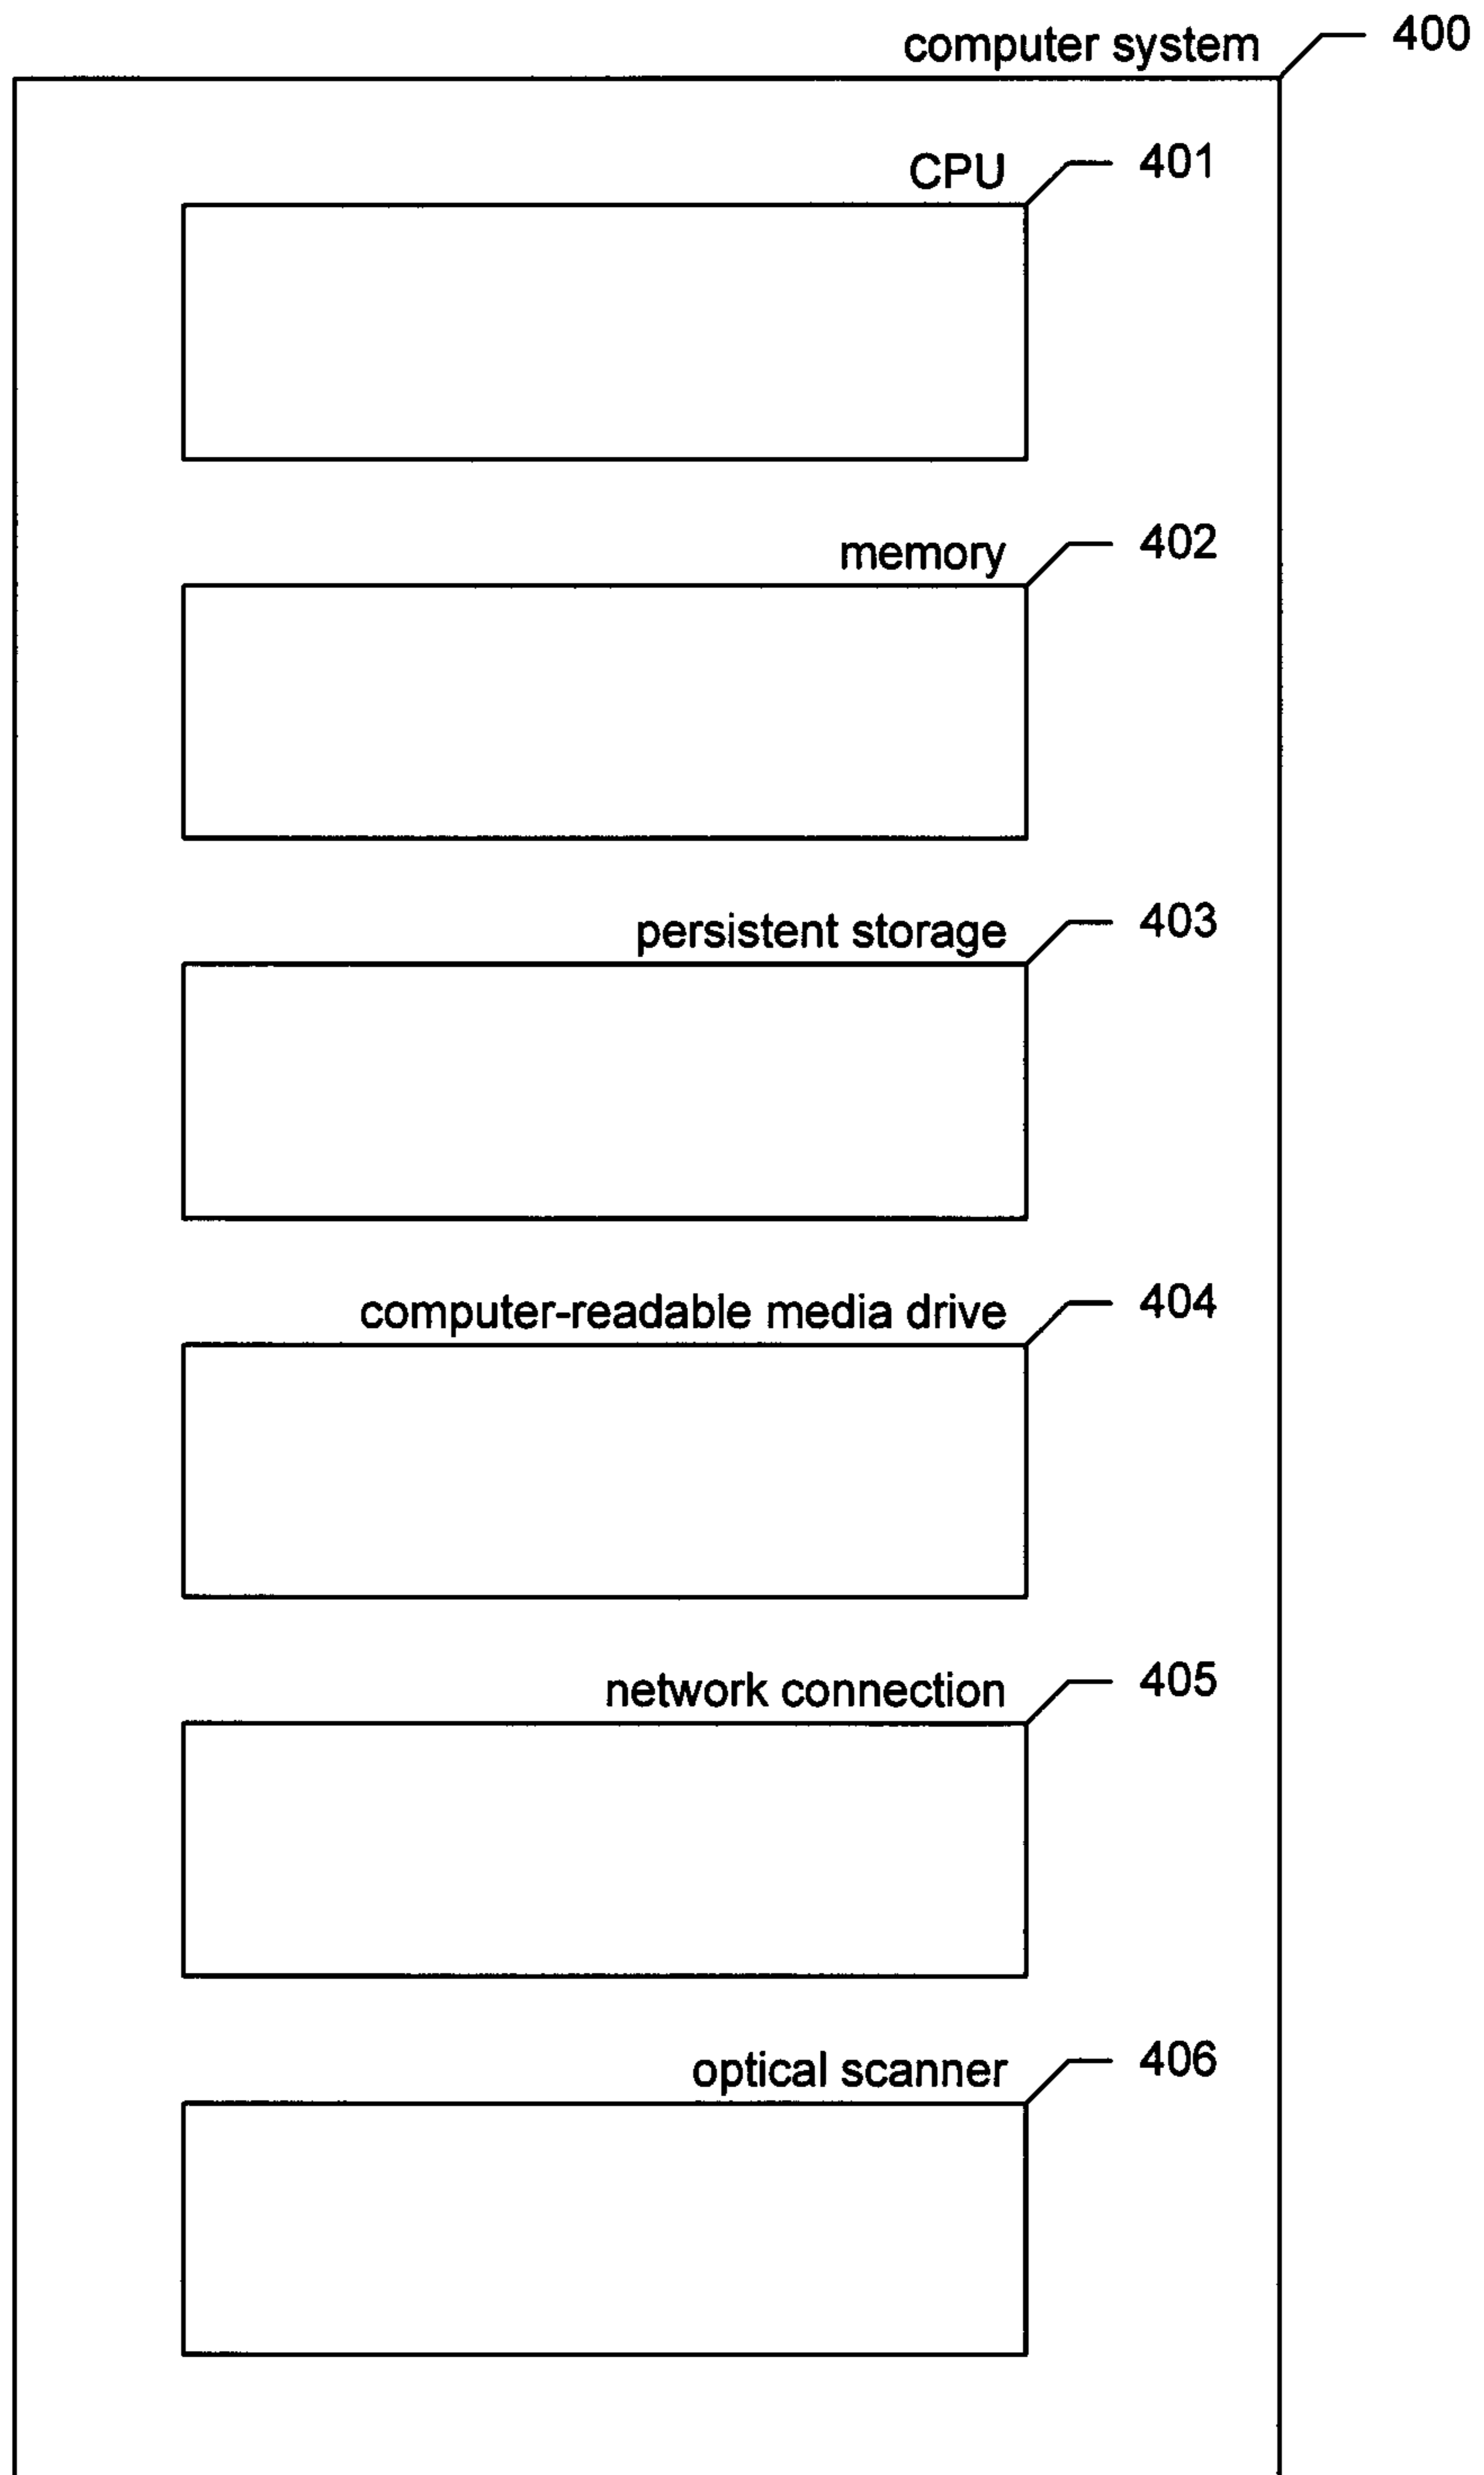 computer system 400
CPU 401
memory 402
persistent storage 403
computer-readable media drive 404
network connection 405
optical scanner 406